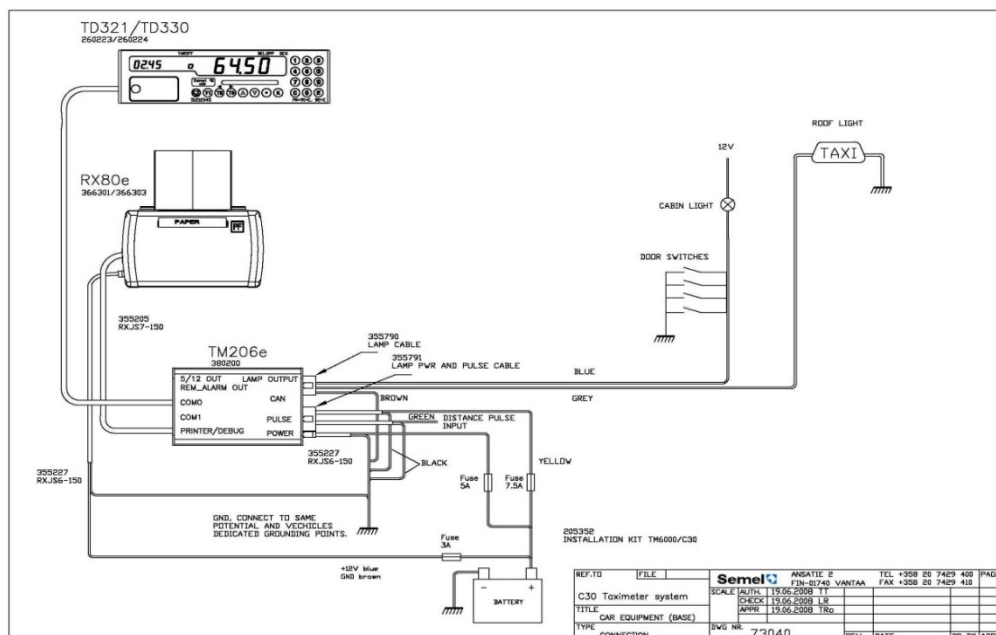 TD321/TD330
260223/260224
TARIFF
02.45
64.50
RX80e
366301/366303
PAPER
ROOF LIGHT
TAXI
12V
CABIN LIGHT
DOOR SWITCHES
355205
RXJS7-150
355790
LAMP CABLE
355791
LAMP PWR AND PULSE CABLE
TM206e
380200
5/12 OUT LAMP OUTPUT
REM_ALARM OUT
CAN
COM0
COM1
PULSE
PRINTER/DEBUG
POWER
BLUE
BROWN
GREY
GREEN
DISTANCE PULSE
INPUT
355227
RXJS6-150
BLACK
YELLOW
355227
RXJS6-150
Fuse
5A
Fuse
7.5A
GND, CONNECT TO SAME
POTENTIAL AND VECHICLES
DEDICATED GROUNDING POINTS.
Fuse
3A
205352
INSTALLATION KIT TM6000/C30
+12V blue
GND brown
BATTERY
REF.TO FILE
Semel
ANSATIE 2
FIN-01740 VANTAA
TEL +358 20 7429 400
FAX +358 20 7429 410
C30 Taximeter system
SCALE AUTH. 19.06.2008 TT
CHECK 19.06.2008 LR
APPR 19.06.2008 TRo
TITLE
CAR EQUIPMENT (BASE)
TYPE
DWG NR.
73040